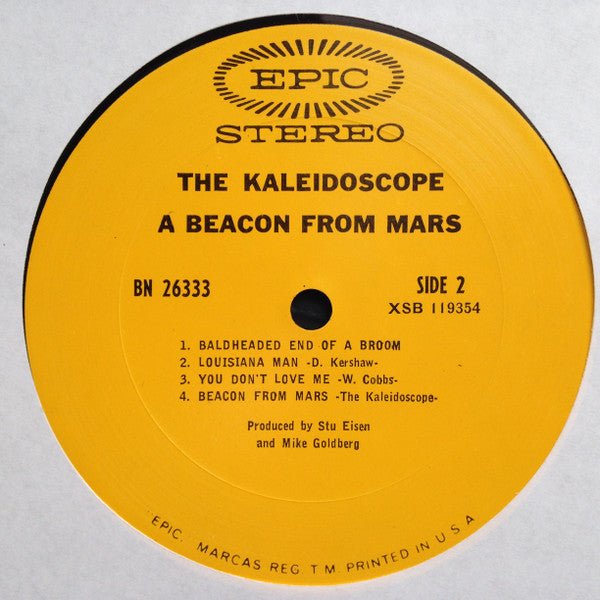 EPIC
STEREO
THE KALEIDOSCOPE
A BEACON FROM MARS
BN 26333
SIDE 2
XSB 119354
1. BALDHEADED END OF A BROOM
2. LOUISIANA MAN -D. Kershaw-
3. YOU DON'T LOVE ME -W. Cobbs-
4. BEACON FROM MARS -The Kaleidoscope-
Produced by Stu Eisen
and Mike Goldberg
"EPIC," MARCAS REG. T M. PRINTED IN U S A